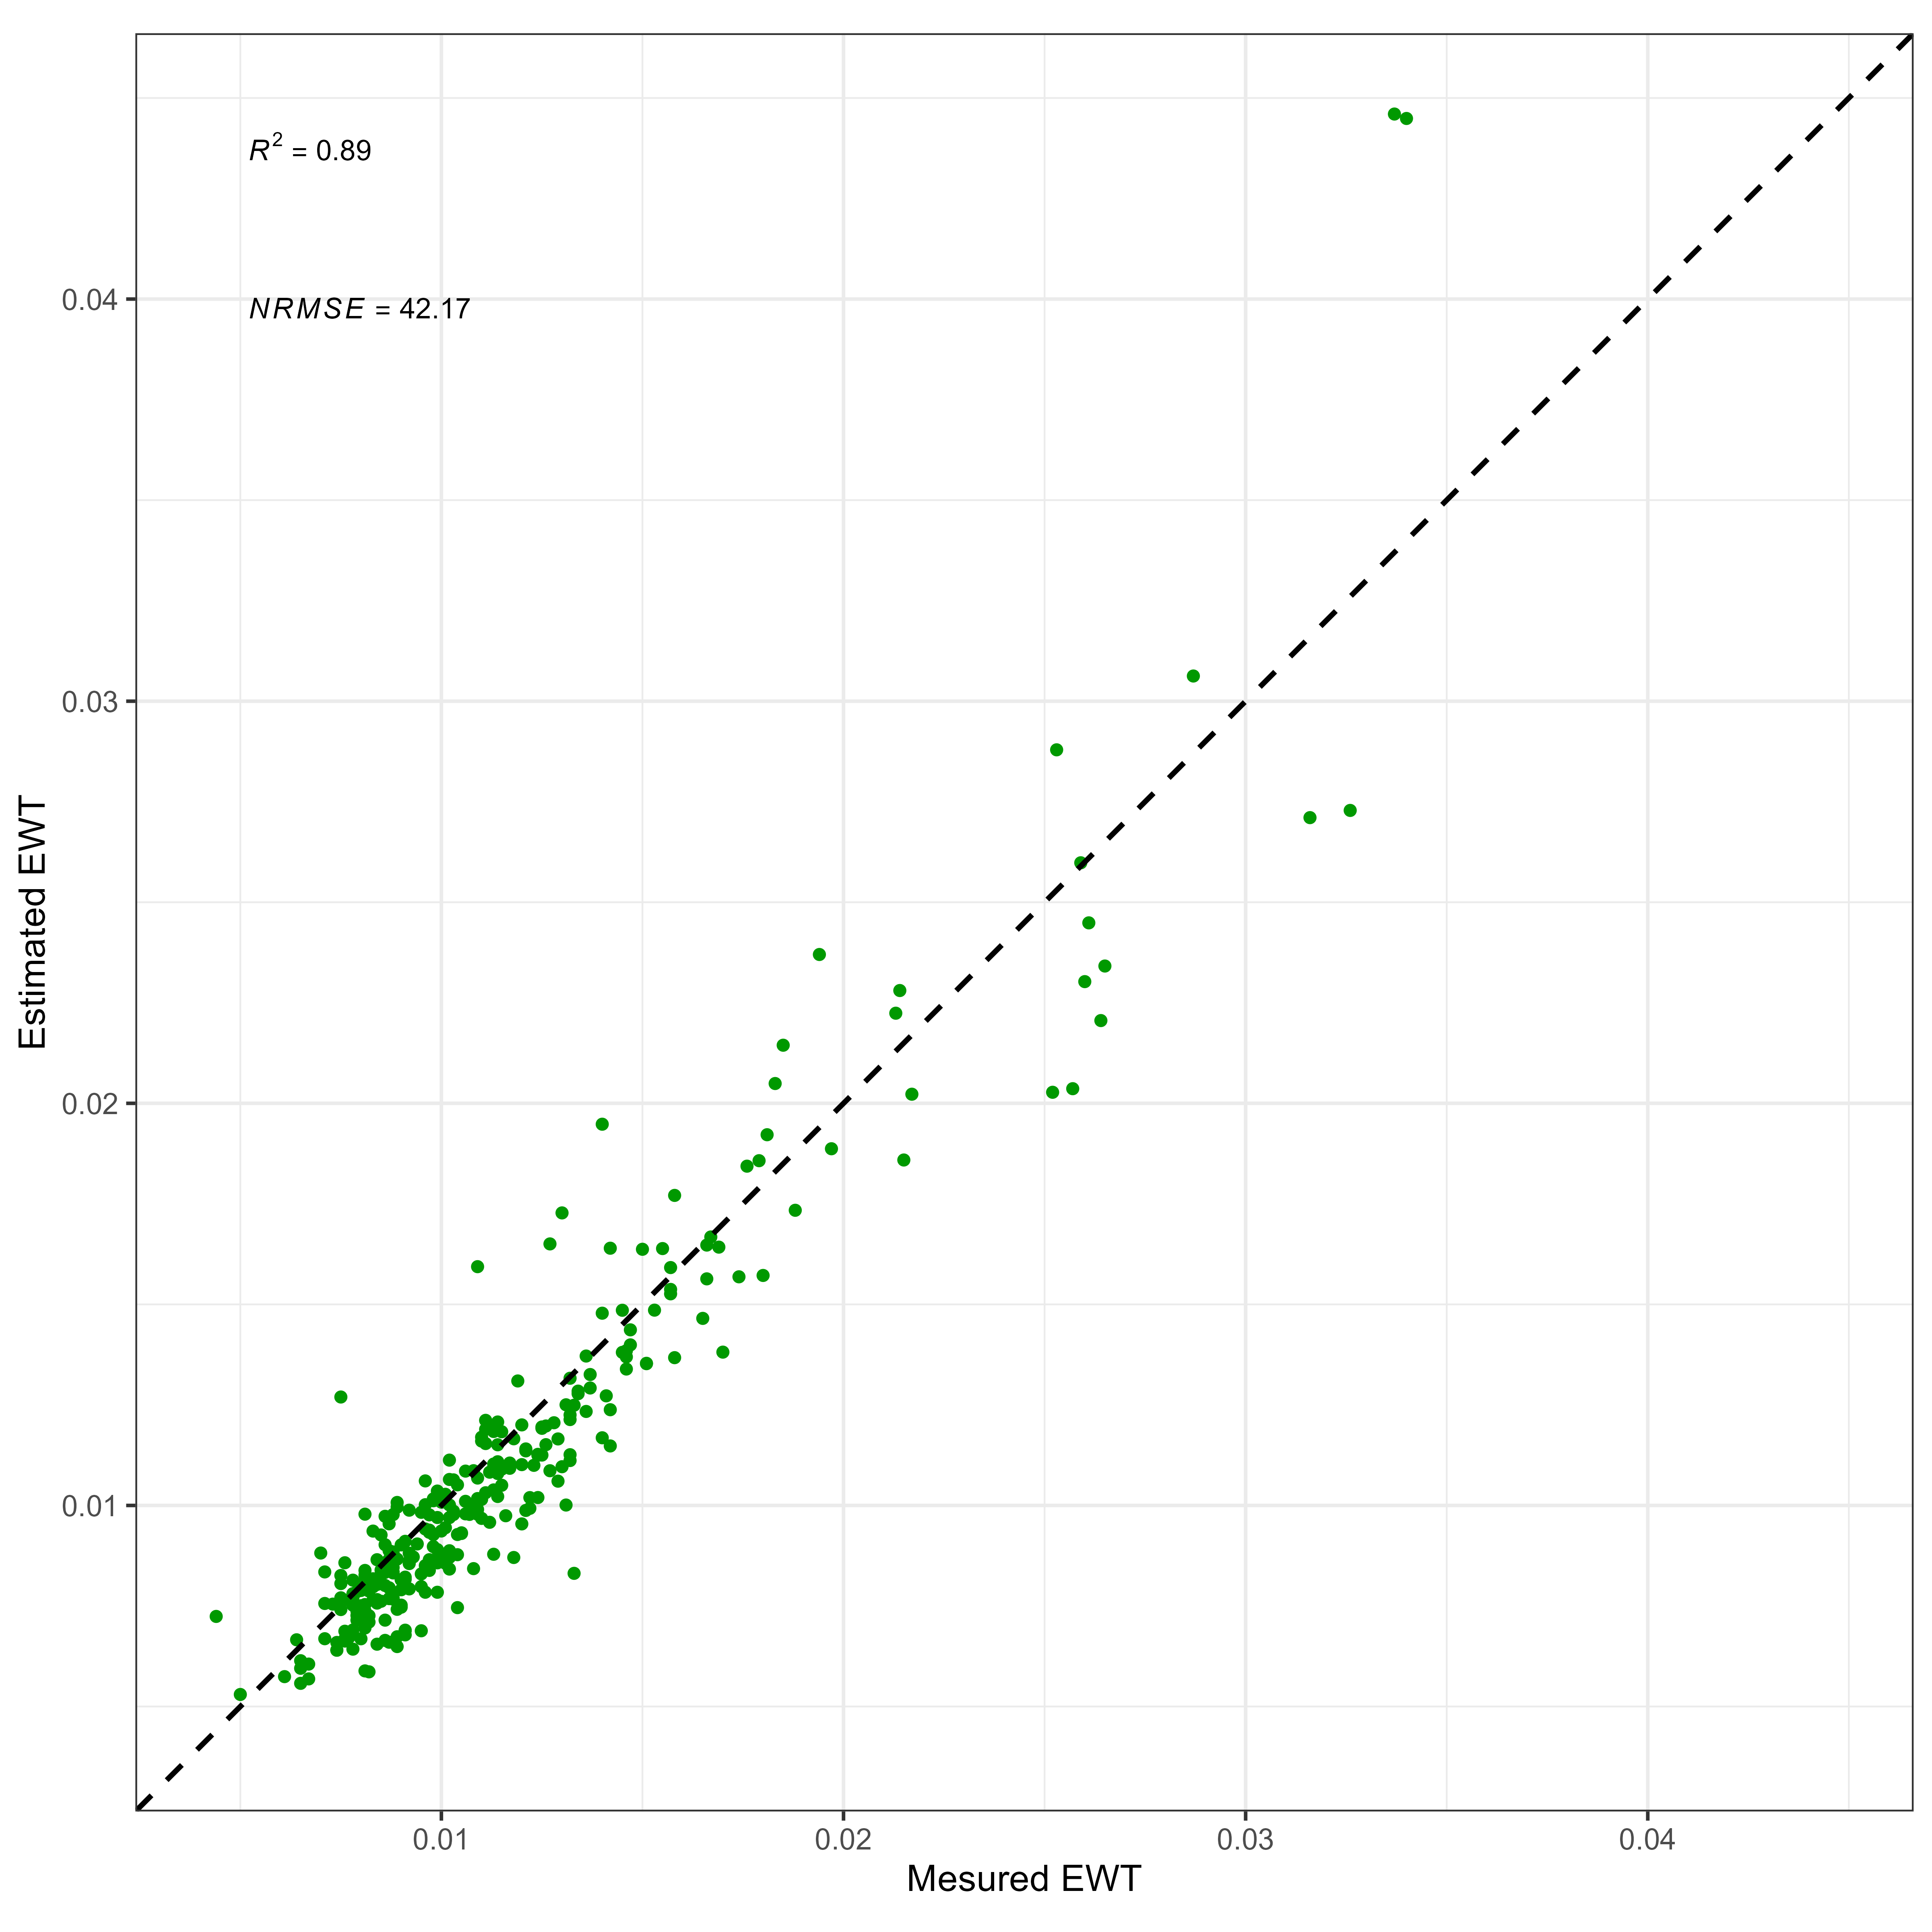 R² = 0.89
NRMSE = 42.17
0.04
0.03
0.02
0.01
Estimated EWT
0.01 0.02 0.03 0.04
Mesured EWT